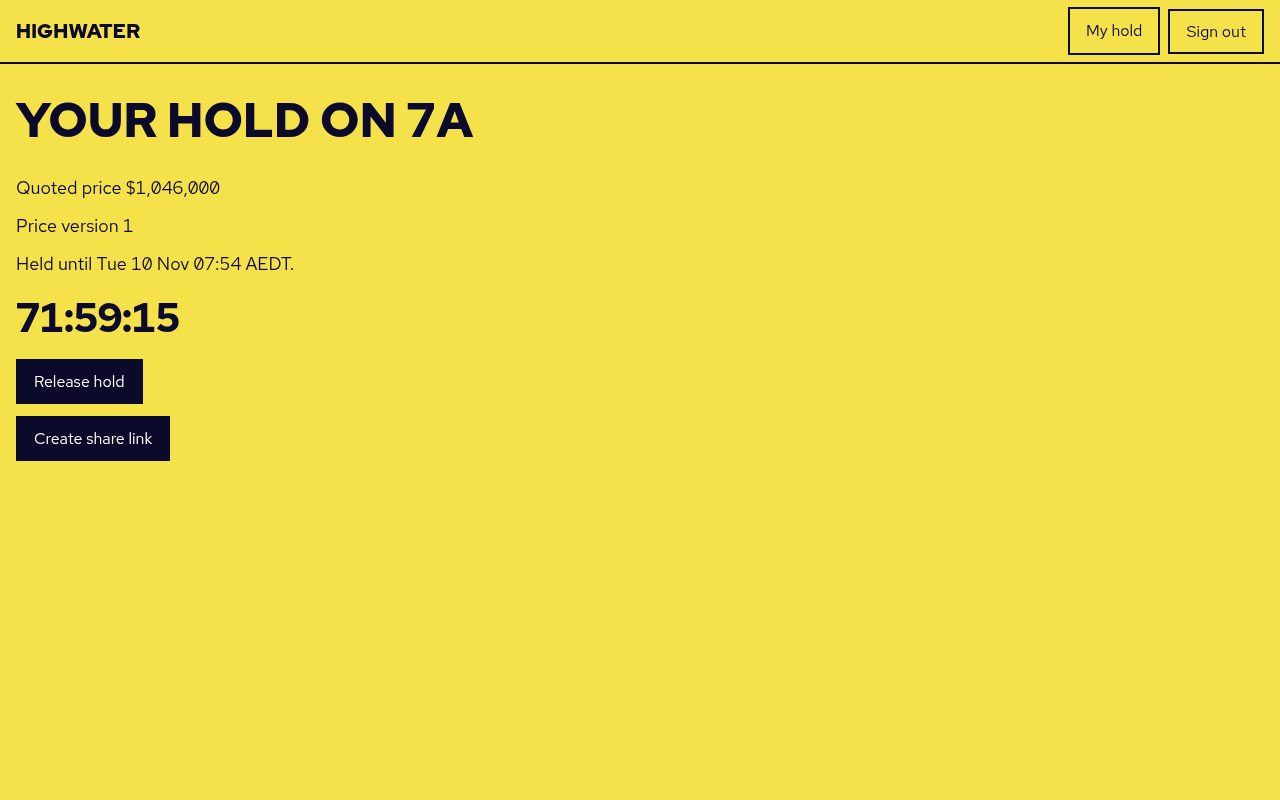 HIGHWATER
My hold
Sign out
YOUR HOLD ON 7A
Quoted price $1,046,000
Price version 1
Held until Tue 10 Nov 07:54 AEDT.
71:59:15
Release hold
Create share link